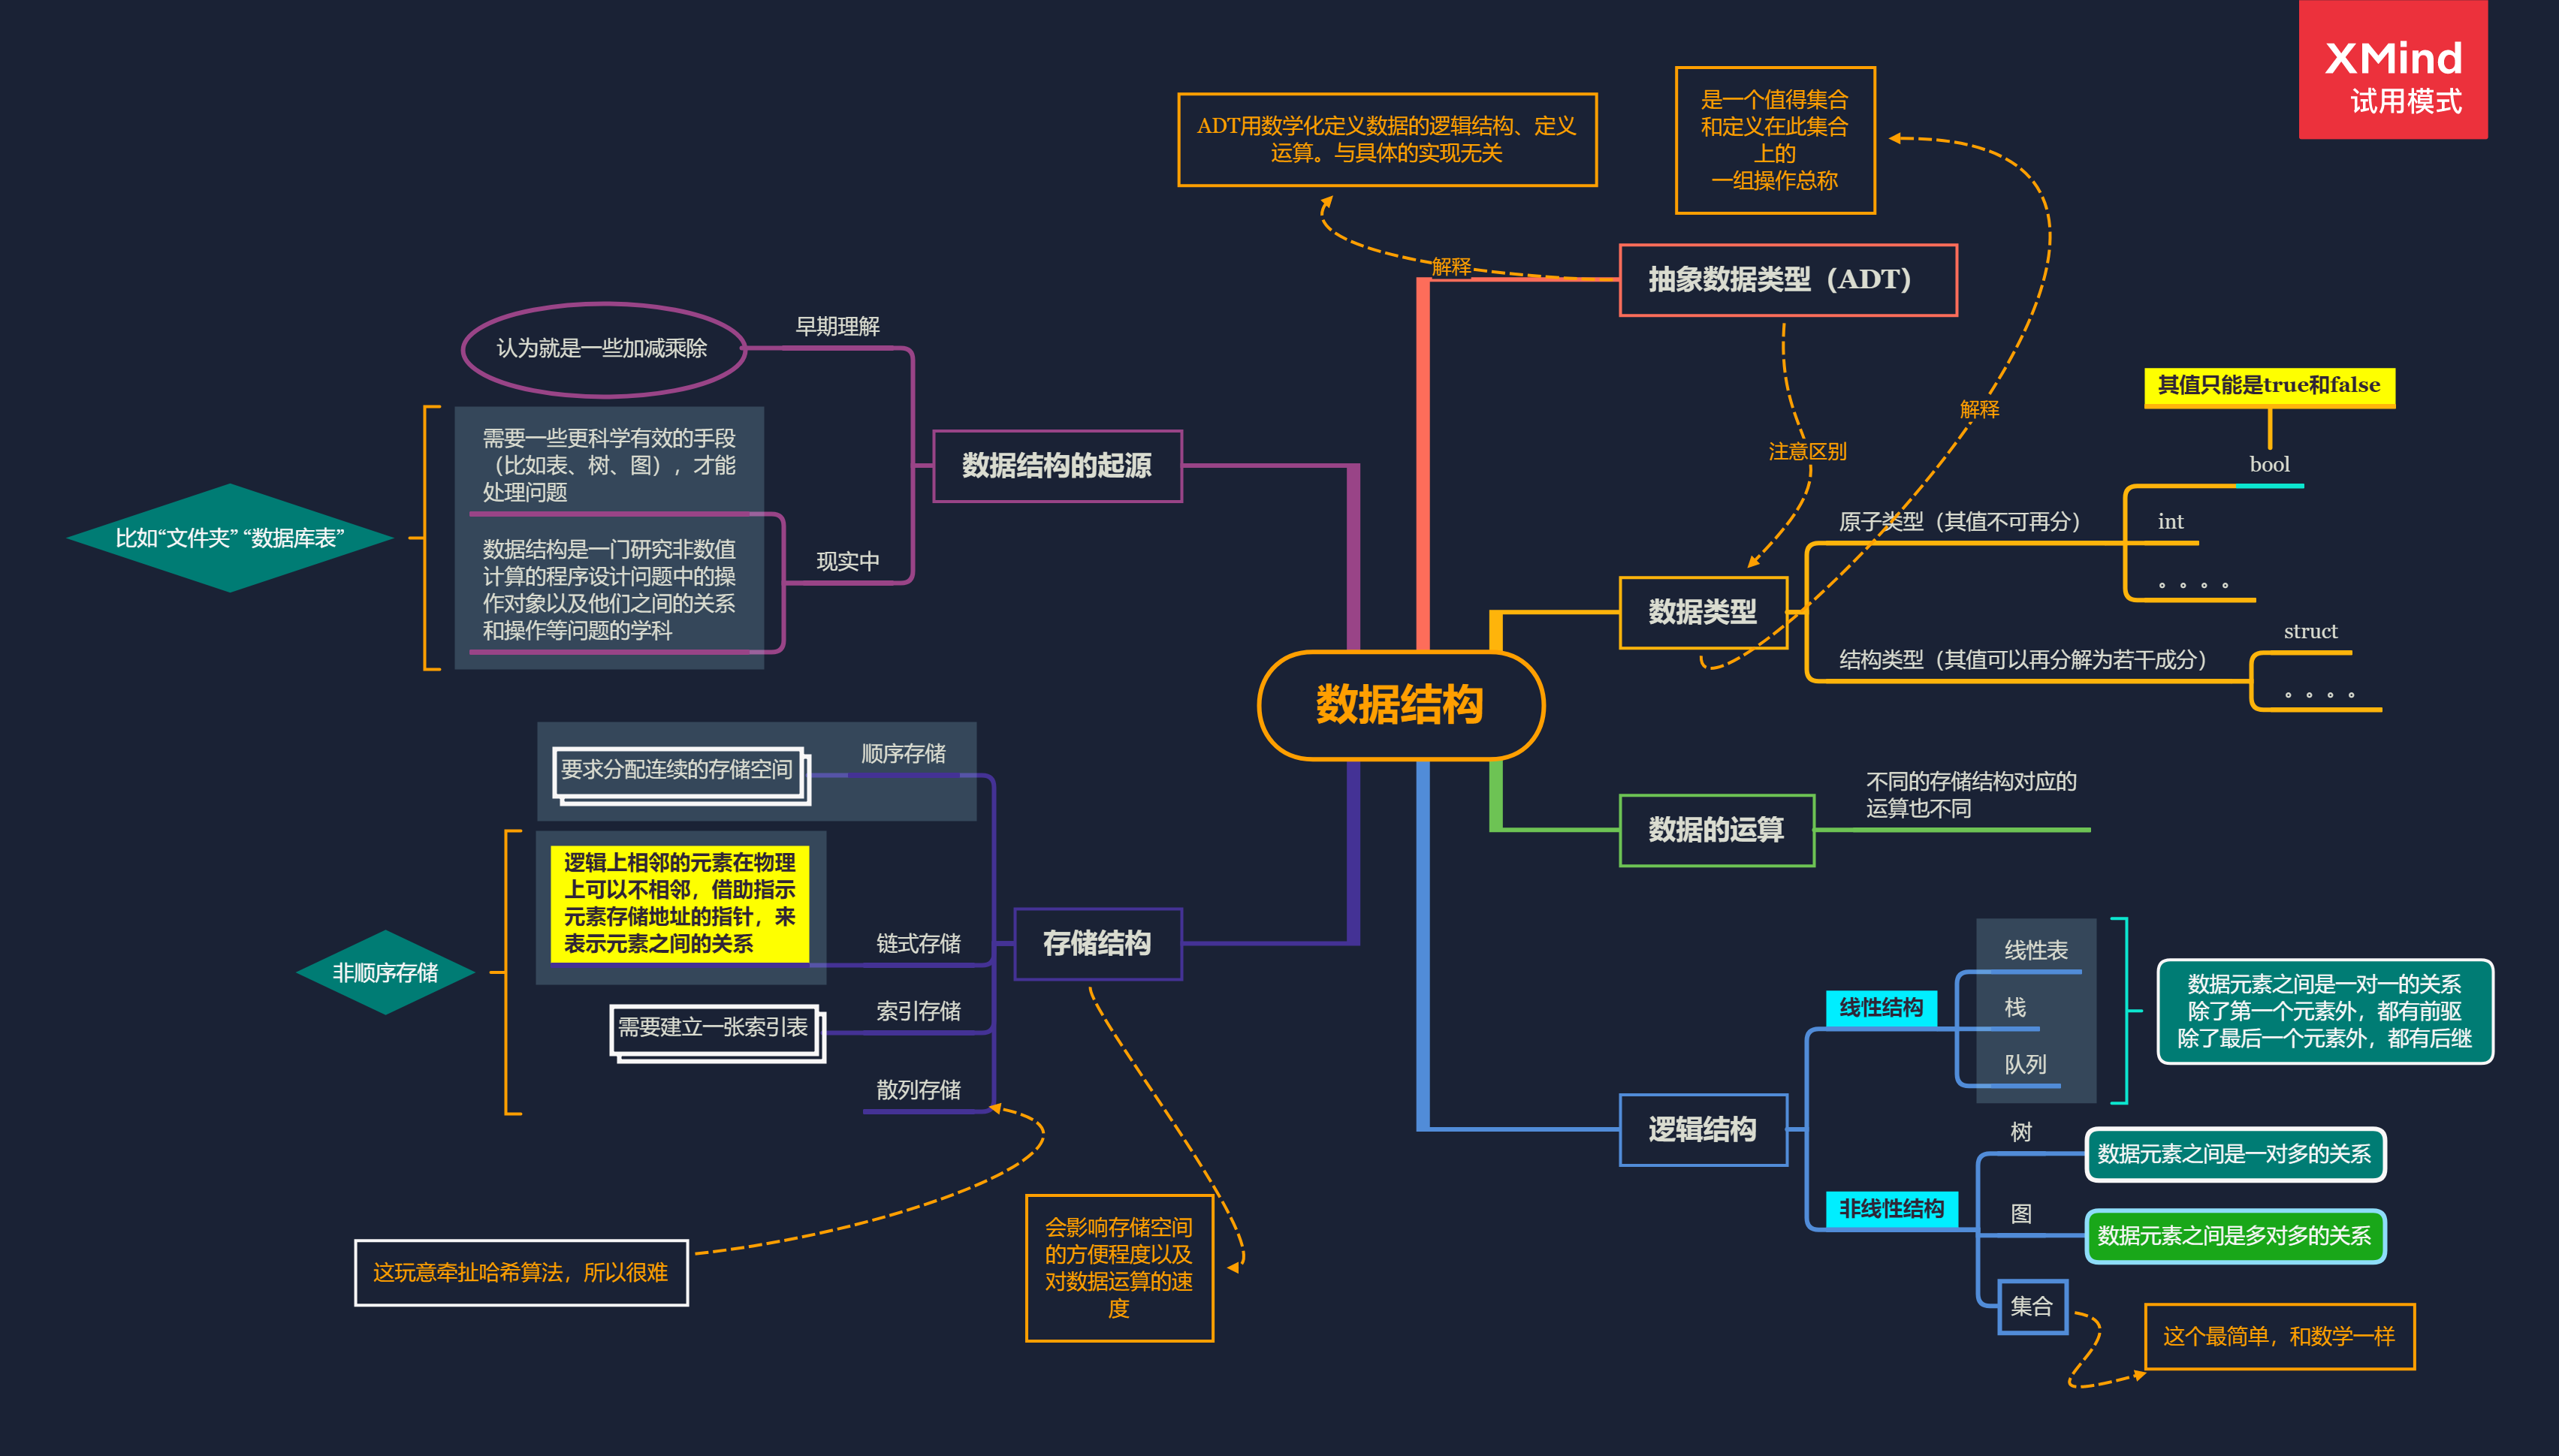 XMind
试用模式
数据结构
抽象数据类型（ADT）
解释
ADT用数学化定义数据的逻辑结构、定义
运算。与具体的实现无关
注意区别
数据类型
解释
是一个值得集合
和定义在此集合
上的
一组操作总称
原子类型（其值不可再分）
bool
其值只能是true和false
int
。。。。
结构类型（其值可以再分解为若干成分）
struct
。。。。
数据的运算
不同的存储结构对应的
运算也不同
逻辑结构
线性结构
线性表
栈
队列
数据元素之间是一对一的关系
除了第一个元素外，都有前驱
除了最后一个元素外，都有后继
非线性结构
树
数据元素之间是一对多的关系
图
数据元素之间是多对多的关系
集合
这个最简单，和数学一样
数据结构的起源
早期理解
认为就是一些加减乘除
现实中
需要一些更科学有效的手段
（比如表、树、图），才能
处理问题
数据结构是一门研究非数值
计算的程序设计问题中的操
作对象以及他们之间的关系
和操作等问题的学科
比如“文件夹” “数据库表”
存储结构
顺序存储
要求分配连续的存储空间
链式存储
逻辑上相邻的元素在物理
上可以不相邻，借助指示
元素存储地址的指针，来
表示元素之间的关系
索引存储
需要建立一张索引表
散列存储
非顺序存储
这玩意牵扯哈希算法，所以很难
会影响存储空间
的方便程度以及
对数据运算的速
度